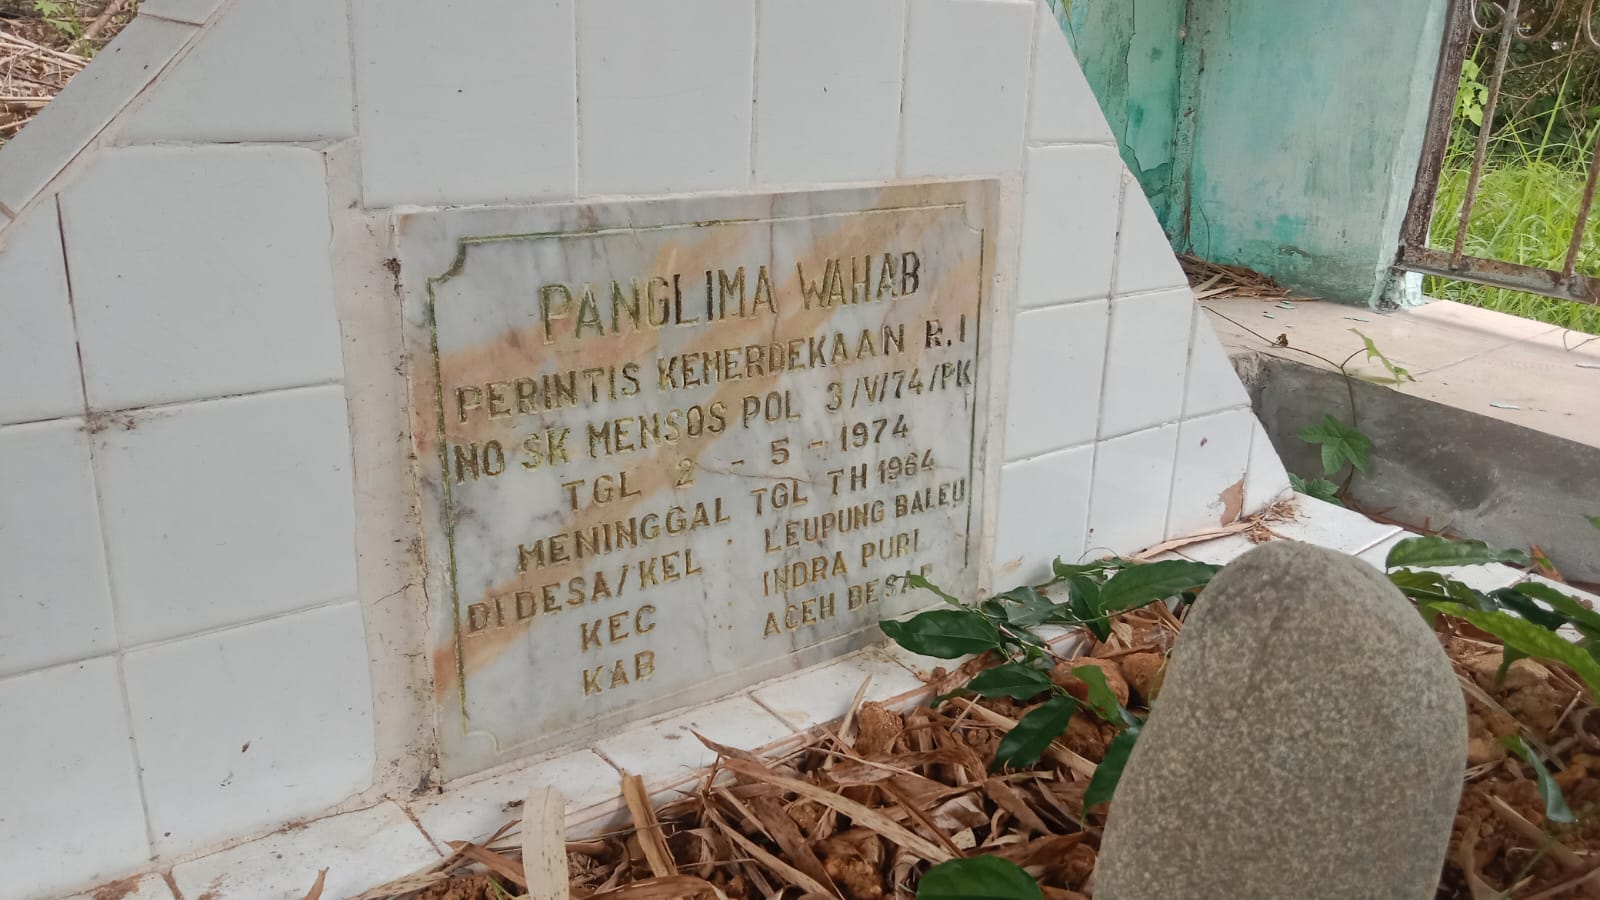 PANGLIMA WAHAB
PERINTIS KEMERDEKAAN R.I
NO SK MENSOS POL 3/V/74/PK
TGL 2 - 5 - 1974
MENINGGAL TGL TH 1964
DI DESA/KEL : LEUPUNG BALEU
KEC : INDRA PURI
KAB : ACEH BESAR